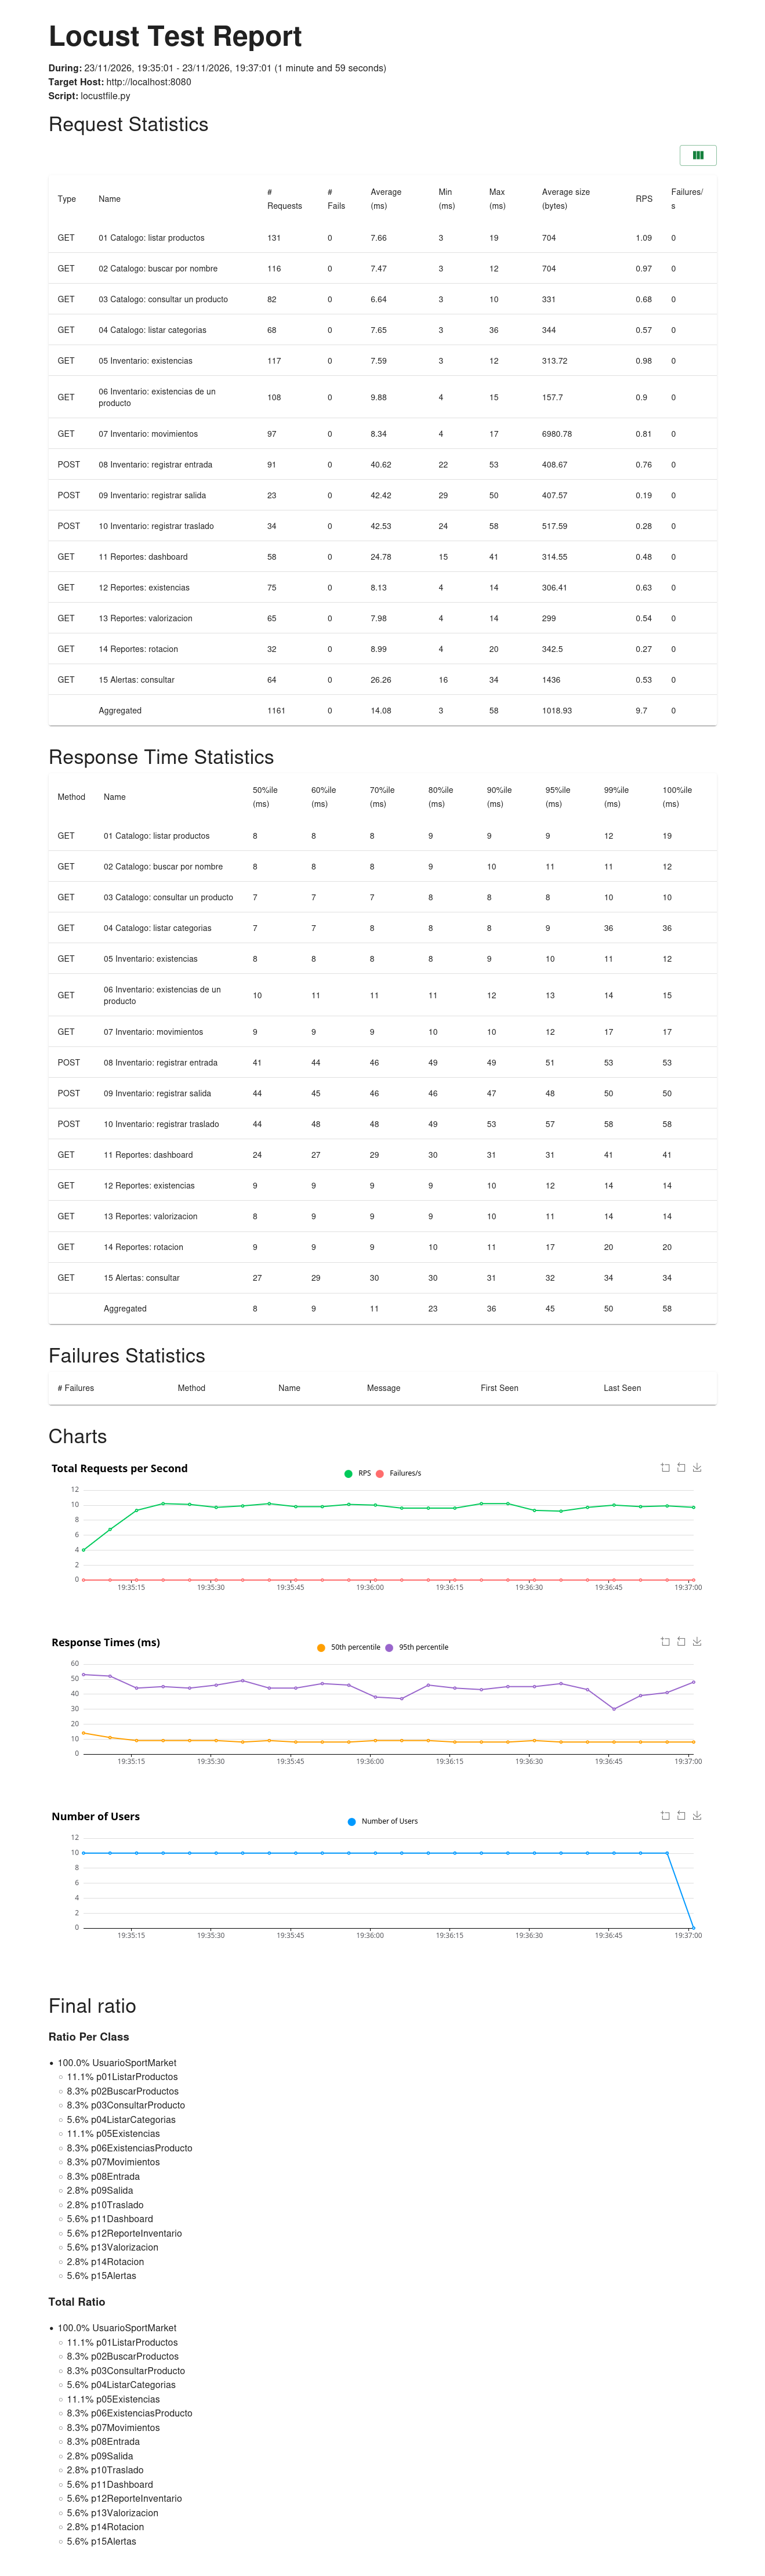 Locust Test Report
During: 23/11/2026, 19:35:01 - 23/11/2026, 19:37:01 (1 minute and 59 seconds)
Target Host: http://localhost:8080
Script: locustfile.py
Request Statistics
Type Name # Requests # Fails Average (ms) Min (ms) Max (ms) Average size (bytes) RPS Failures/s
GET 01 Catalogo: listar productos 131 0 7.66 3 19 704 1.09 0
GET 02 Catalogo: buscar por nombre 116 0 7.47 3 12 704 0.97 0
GET 03 Catalogo: consultar un producto 82 0 6.64 3 10 331 0.68 0
GET 04 Catalogo: listar categorias 68 0 7.65 3 36 344 0.57 0
GET 05 Inventario: existencias 117 0 7.59 3 12 313.72 0.98 0
GET 06 Inventario: existencias de un producto 108 0 9.88 4 15 157.7 0.9 0
GET 07 Inventario: movimientos 97 0 8.34 4 17 6980.78 0.81 0
POST 08 Inventario: registrar entrada 91 0 40.62 22 53 408.67 0.76 0
POST 09 Inventario: registrar salida 23 0 42.42 29 50 407.57 0.19 0
POST 10 Inventario: registrar traslado 34 0 42.53 24 58 517.59 0.28 0
GET 11 Reportes: dashboard 58 0 24.78 15 41 314.55 0.48 0
GET 12 Reportes: existencias 75 0 8.13 4 14 306.41 0.63 0
GET 13 Reportes: valorizacion 65 0 7.98 4 14 299 0.54 0
GET 14 Reportes: rotacion 32 0 8.99 4 20 342.5 0.27 0
GET 15 Alertas: consultar 64 0 26.26 16 34 1436 0.53 0
Aggregated 1161 0 14.08 3 58 1018.93 9.7 0
Response Time Statistics
Method Name 50%ile (ms) 60%ile (ms) 70%ile (ms) 80%ile (ms) 90%ile (ms) 95%ile (ms) 99%ile (ms) 100%ile (ms)
GET 01 Catalogo: listar productos 8 8 8 9 9 9 12 19
GET 02 Catalogo: buscar por nombre 8 8 8 9 10 11 11 12
GET 03 Catalogo: consultar un producto 7 7 7 8 8 8 10 10
GET 04 Catalogo: listar categorias 7 7 8 8 8 9 36 36
GET 05 Inventario: existencias 8 8 8 8 9 10 11 12
GET 06 Inventario: existencias de un producto 10 11 11 11 12 13 14 15
GET 07 Inventario: movimientos 9 9 9 10 10 12 17 17
POST 08 Inventario: registrar entrada 41 44 46 49 49 51 53 53
POST 09 Inventario: registrar salida 44 45 46 46 47 48 50 50
POST 10 Inventario: registrar traslado 44 48 48 49 53 57 58 58
GET 11 Reportes: dashboard 24 27 29 30 31 31 41 41
GET 12 Reportes: existencias 9 9 9 9 10 12 14 14
GET 13 Reportes: valorizacion 8 9 9 9 10 11 14 14
GET 14 Reportes: rotacion 9 9 9 10 11 17 20 20
GET 15 Alertas: consultar 27 29 30 30 31 32 34 34
Aggregated 8 9 11 23 36 45 50 58
Failures Statistics
# Failures Method Name Message First Seen Last Seen
Charts
Total Requests per Second
RPS Failures/s
12
10
8
6
4
2
0
19:35:15 19:35:30 19:35:45 19:36:00 19:36:15 19:36:30 19:36:45 19:37:00
Response Times (ms)
50th percentile 95th percentile
60
50
40
30
20
10
0
19:35:15 19:35:30 19:35:45 19:36:00 19:36:15 19:36:30 19:36:45 19:37:00
Number of Users
Number of Users
12
10
8
6
4
2
0
19:35:15 19:35:30 19:35:45 19:36:00 19:36:15 19:36:30 19:36:45 19:37:00
Final ratio
Ratio Per Class
100.0% UsuarioSportMarket
11.1% p01ListarProductos
8.3% p02BuscarProductos
8.3% p03ConsultarProducto
5.6% p04ListarCategorias
11.1% p05Existencias
8.3% p06ExistenciasProducto
8.3% p07Movimientos
8.3% p08Entrada
2.8% p09Salida
2.8% p10Traslado
5.6% p11Dashboard
5.6% p12ReporteInventario
5.6% p13Valorizacion
2.8% p14Rotacion
5.6% p15Alertas
Total Ratio
100.0% UsuarioSportMarket
11.1% p01ListarProductos
8.3% p02BuscarProductos
8.3% p03ConsultarProducto
5.6% p04ListarCategorias
11.1% p05Existencias
8.3% p06ExistenciasProducto
8.3% p07Movimientos
8.3% p08Entrada
2.8% p09Salida
2.8% p10Traslado
5.6% p11Dashboard
5.6% p12ReporteInventario
5.6% p13Valorizacion
2.8% p14Rotacion
5.6% p15Alertas